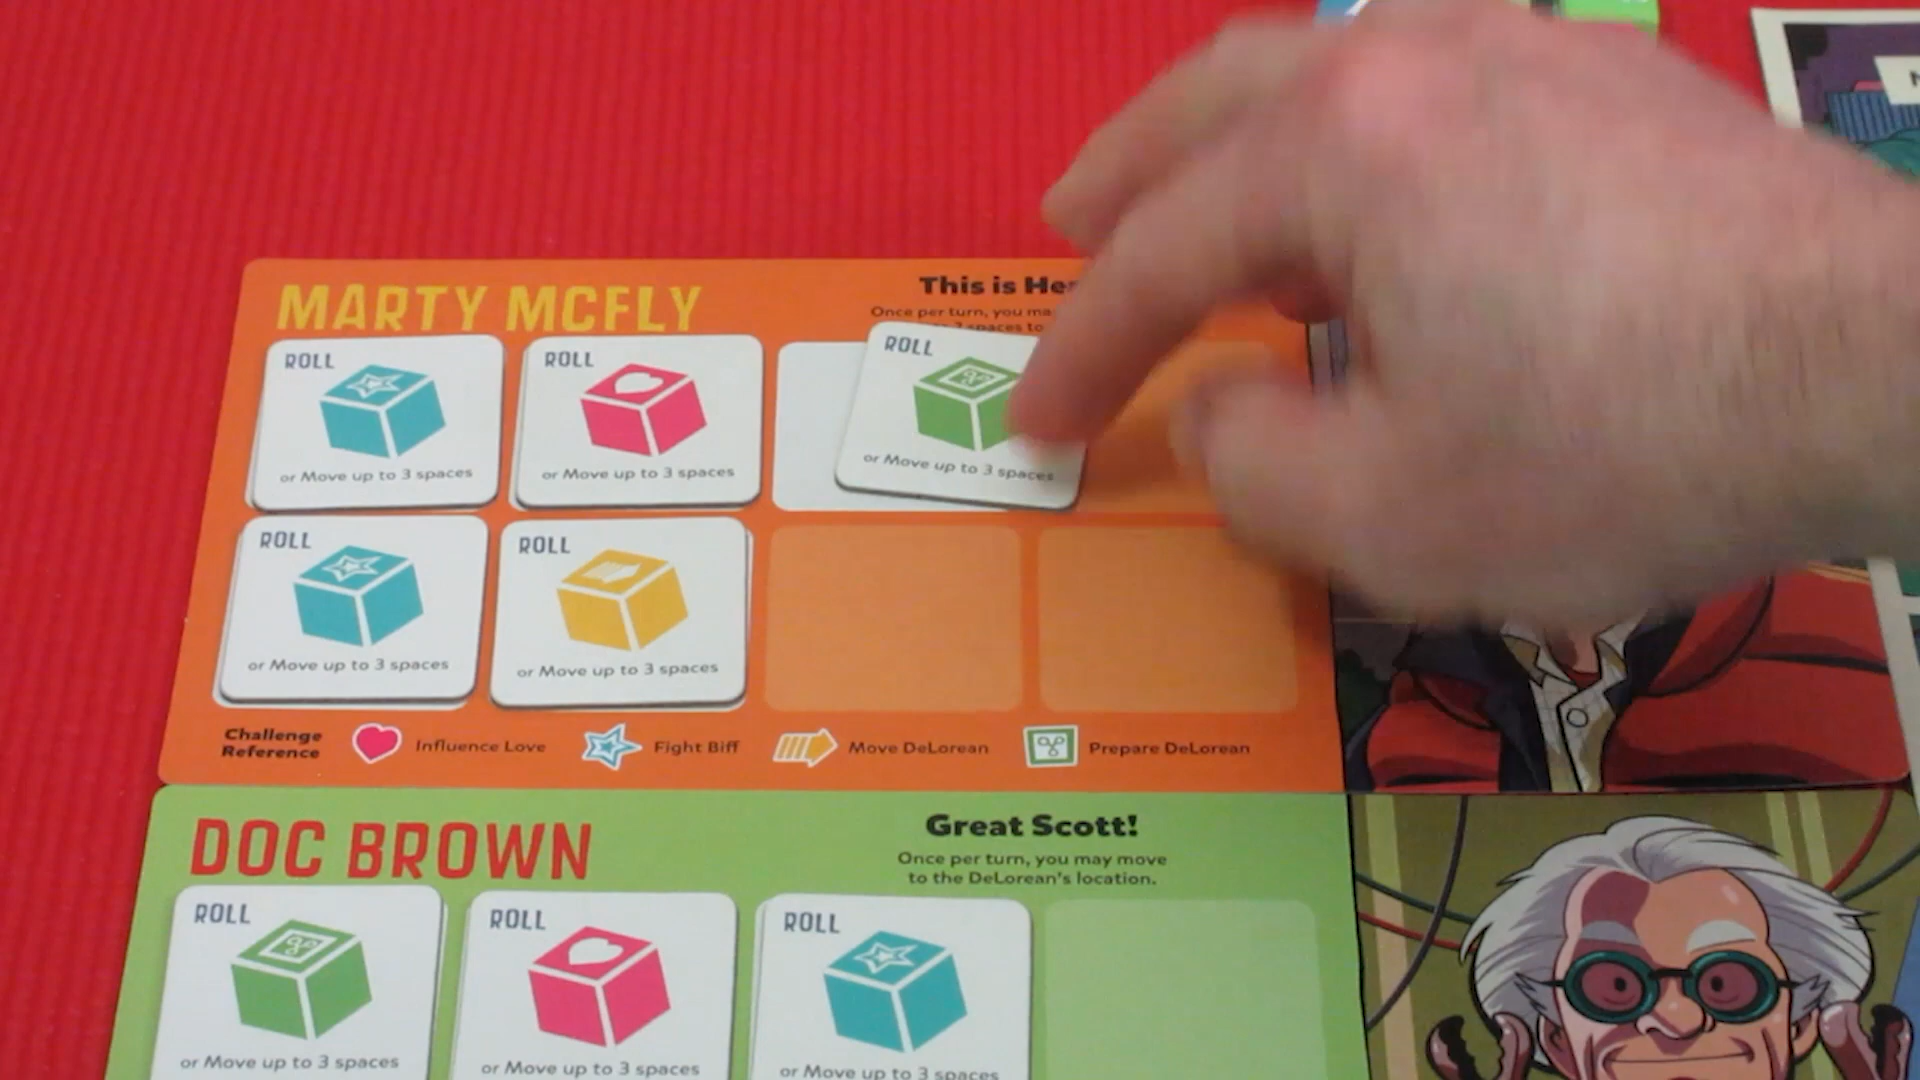 MARTY MCFLY
This is
Once per turn, you
spaces to
ROLL
or Move up to 3 spaces
ROLL
or Move up to 3 spaces
ROLL
or Move up to 3 spaces
ROLL
or Move up to 3 spaces
ROLL
or Move up to 3 spaces
Challenge
Reference
Influence Love
Fight Biff
Move DeLorean
Prepare DeLorean
DOC BROWN
Great Scott!
Once per turn, you may move
to the DeLorean's location.
ROLL
or Move up to 3 spaces
ROLL
or Move up to 3 spaces
ROLL
or Move up to 3 spaces